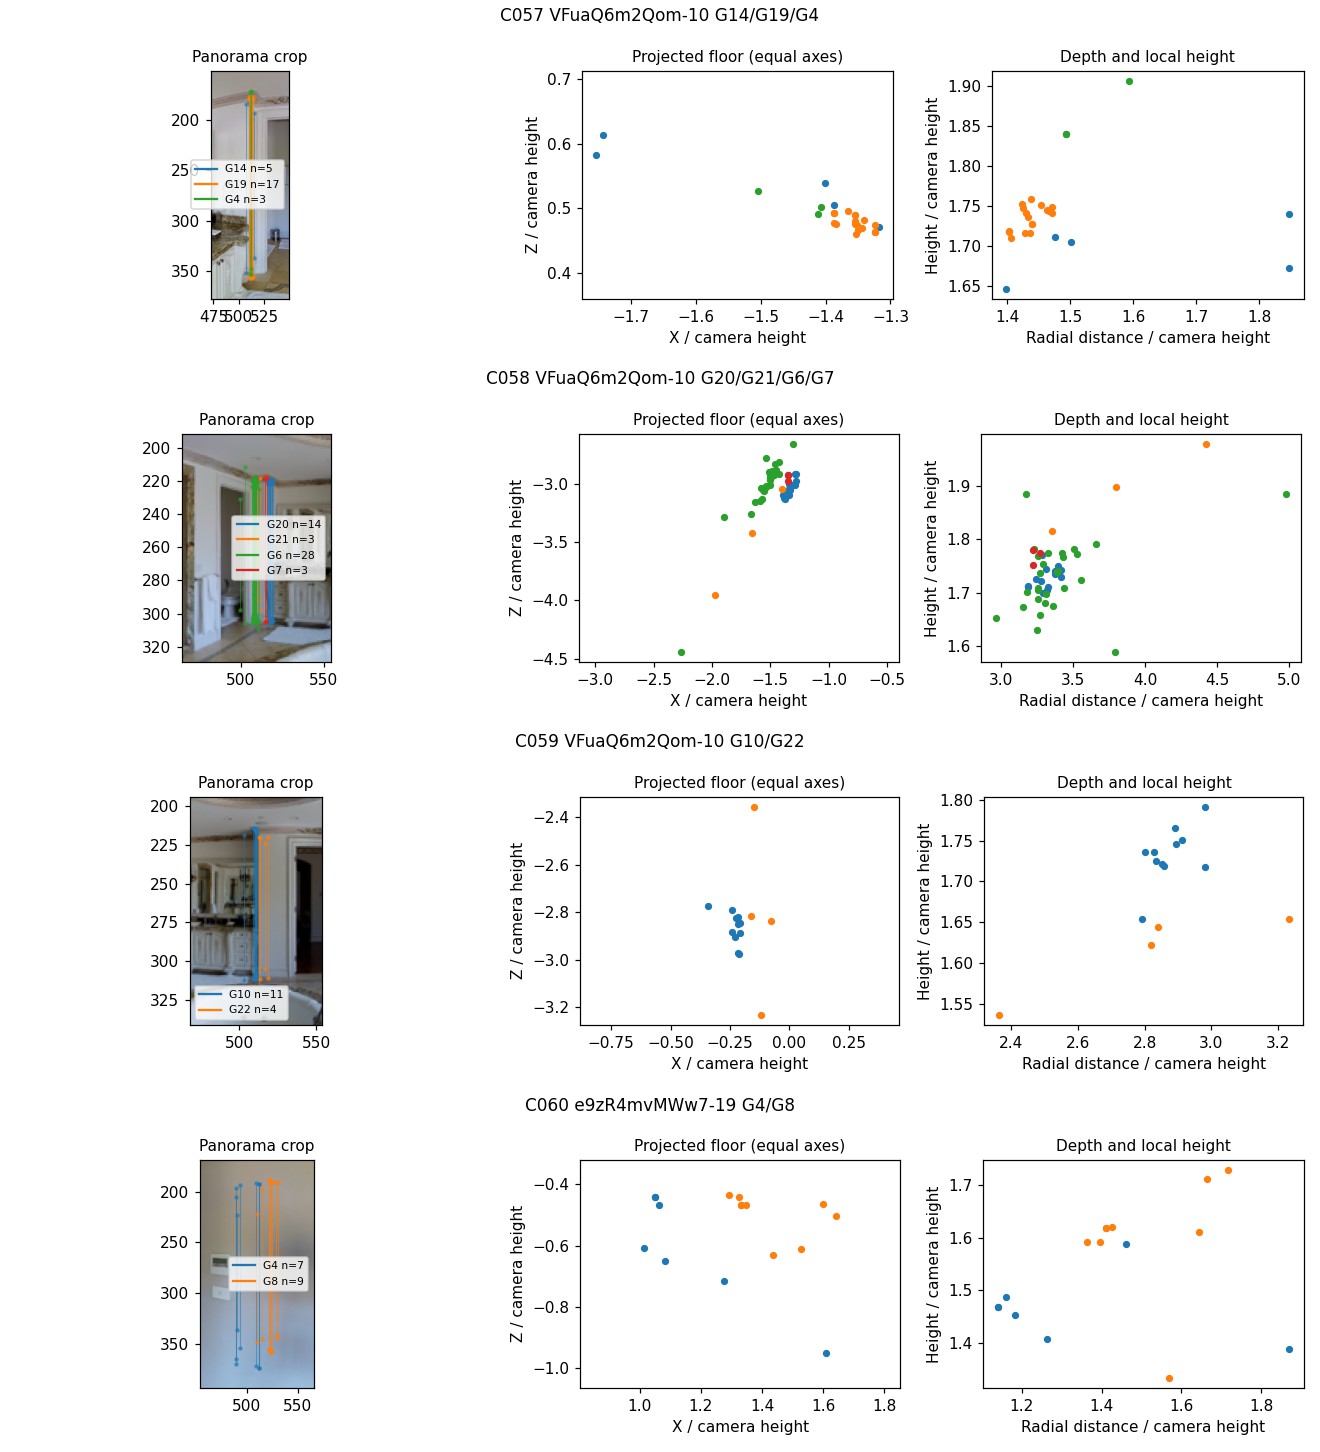 C057 VFuaQ6m2Qom-10 G14/G19/G4
Panorama crop
Projected floor (equal axes)
Depth and local height
200
250
300
350
475 500 525
G14 n=5
G19 n=17
G4 n=3
Z / camera height
0.7
0.6
0.5
0.4
−1.7 −1.6 −1.5 −1.4 −1.3
X / camera height
Height / camera height
1.90
1.85
1.80
1.75
1.70
1.65
1.4 1.5 1.6 1.7 1.8
Radial distance / camera height
C058 VFuaQ6m2Qom-10 G20/G21/G6/G7
Panorama crop
Projected floor (equal axes)
Depth and local height
200
220
240
260
280
300
320
500 550
G20 n=14
G21 n=3
G6 n=28
G7 n=3
Z / camera height
−3.0
−3.5
−4.0
−4.5
−3.0 −2.5 −2.0 −1.5 −1.0 −0.5
X / camera height
Height / camera height
1.9
1.8
1.7
1.6
3.0 3.5 4.0 4.5 5.0
Radial distance / camera height
C059 VFuaQ6m2Qom-10 G10/G22
Panorama crop
Projected floor (equal axes)
Depth and local height
200
225
250
275
300
325
500 550
G10 n=11
G22 n=4
Z / camera height
−2.4
−2.6
−2.8
−3.0
−3.2
−0.75 −0.50 −0.25 0.00 0.25
X / camera height
Height / camera height
1.80
1.75
1.70
1.65
1.60
1.55
2.4 2.6 2.8 3.0 3.2
Radial distance / camera height
C060 e9zR4mvMWw7-19 G4/G8
Panorama crop
Projected floor (equal axes)
Depth and local height
200
250
300
350
500 550
G4 n=7
G8 n=9
Z / camera height
−0.4
−0.6
−0.8
−1.0
1.0 1.2 1.4 1.6 1.8
X / camera height
Height / camera height
1.7
1.6
1.5
1.4
1.2 1.4 1.6 1.8
Radial distance / camera height